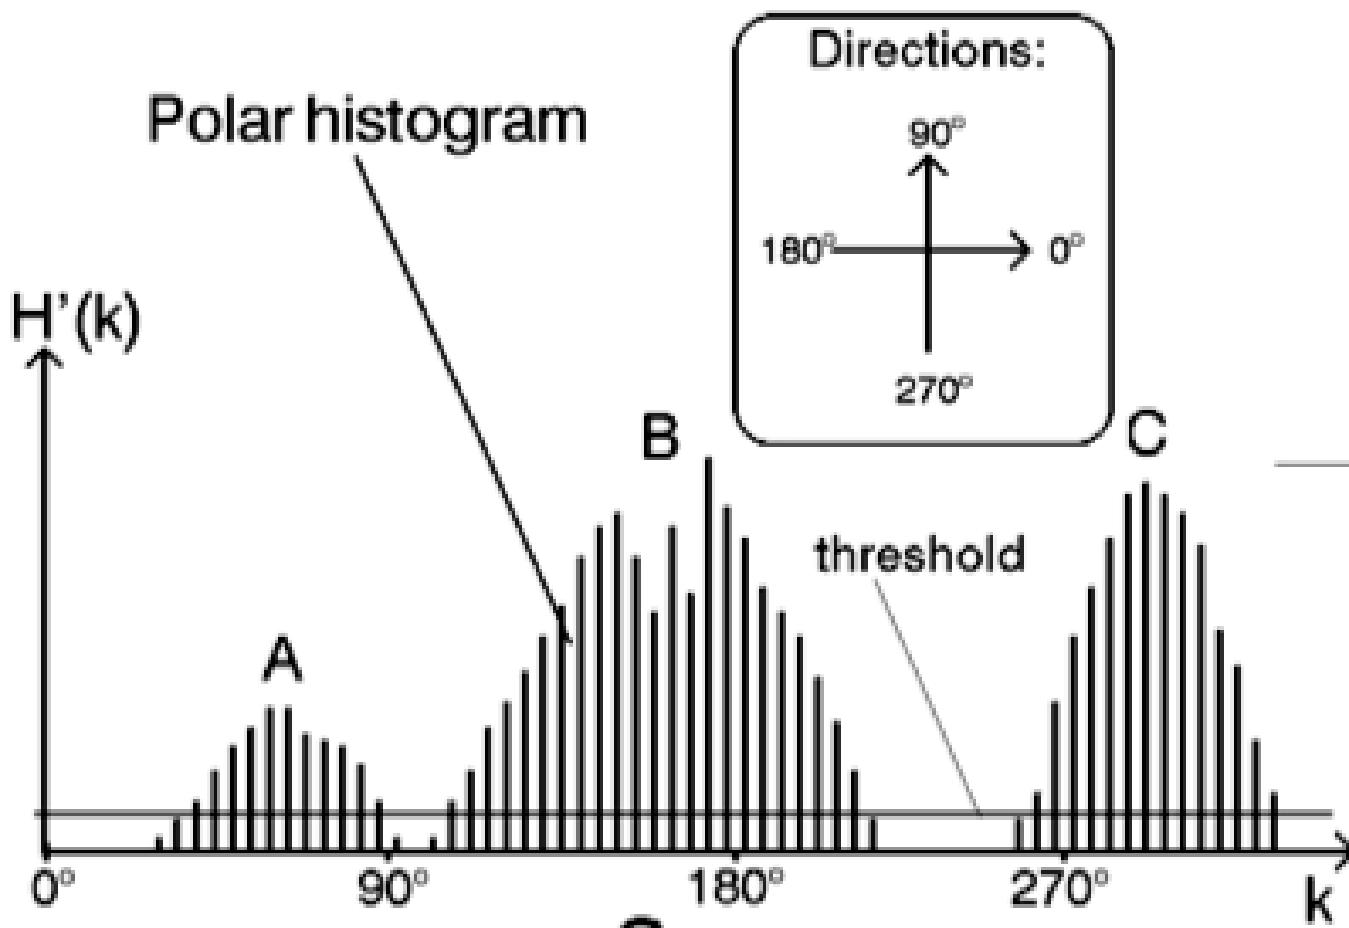 Directions:
90°
180°
0°
270°
Polar histogram
H'(k)
B
C
threshold
A
0°
90°
180°
270°
k